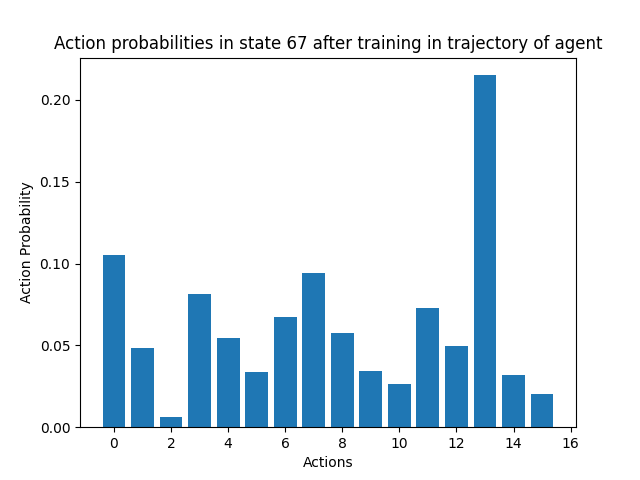 Action probabilities in state 67 after training in trajectory of agent
Action Probability
0.20
0.15
0.10
0.05
0.00
0 2 4 6 8 10 12 14 16
Actions